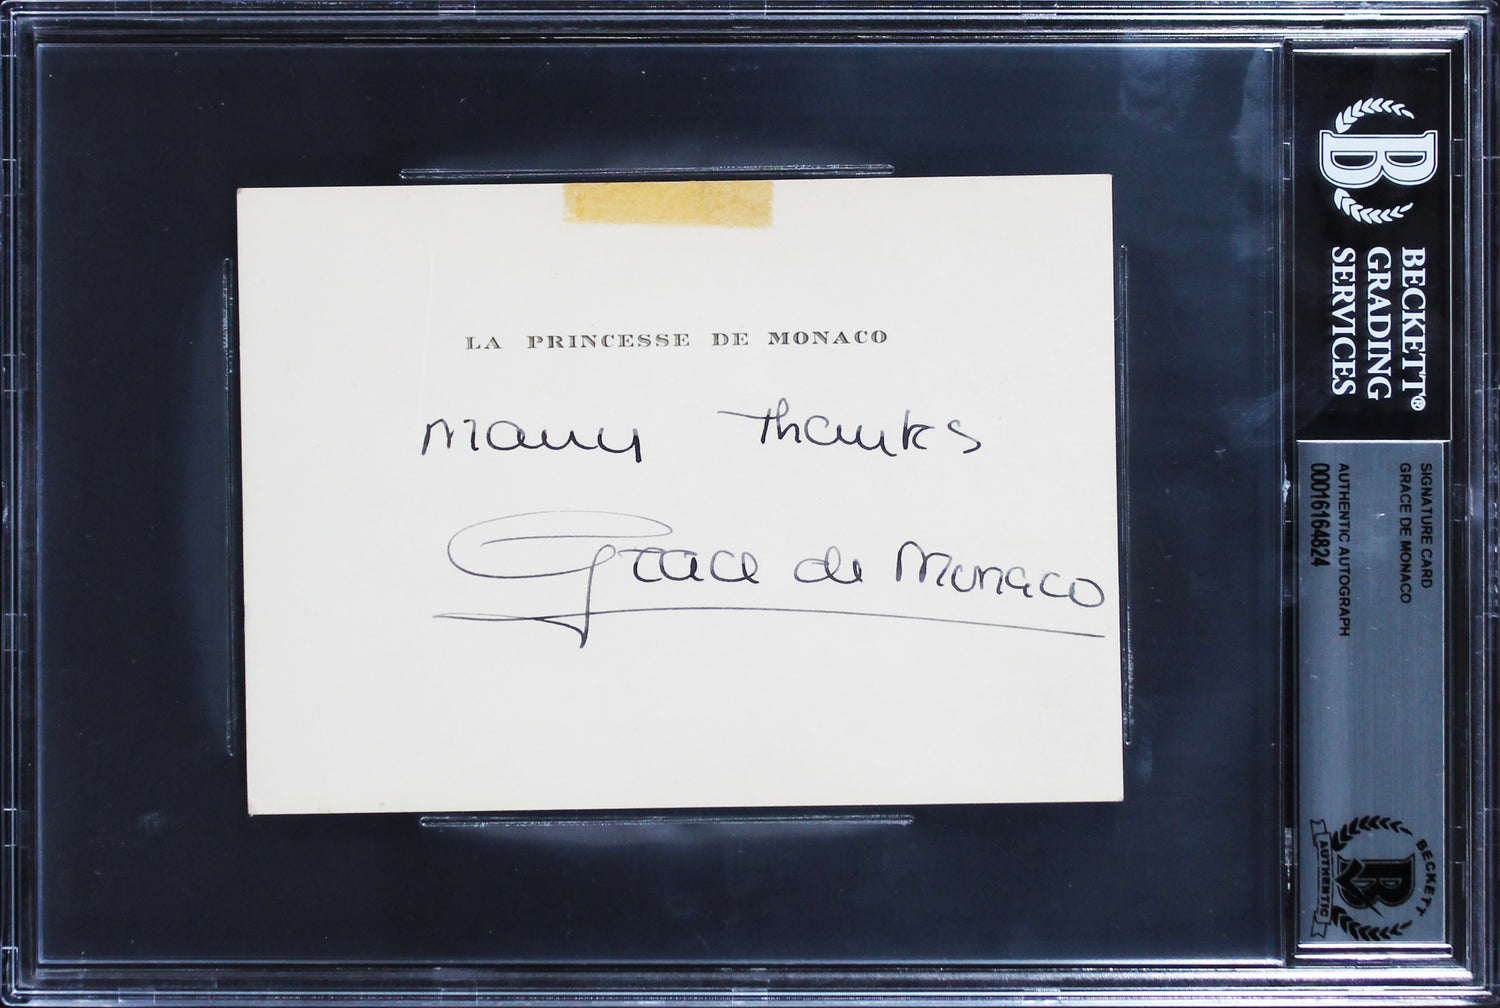 LA PRINCESSE DE MONACO
Many Thanks
Grace de Monaco
B
BECKETT®
GRADING
SERVICES
SIGNATURE CARD
GRACE DE MONACO
AUTHENTIC AUTOGRAPH
00016164824
BECKETT
B
AUTHENTIC